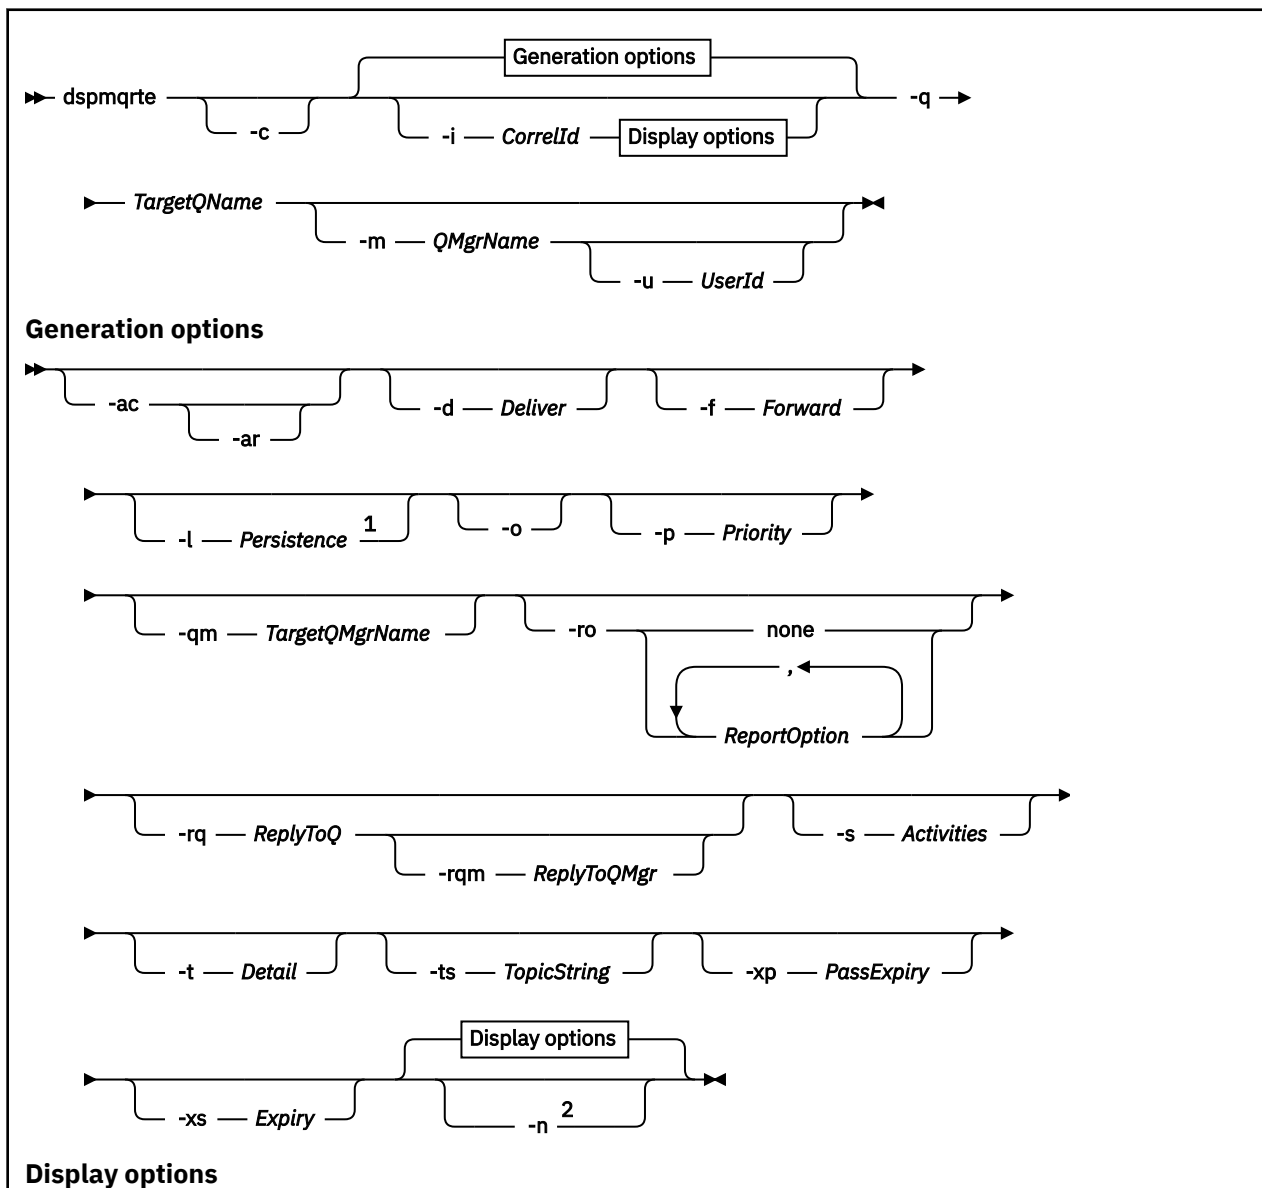 Generation options
dspmqrte -q
-c -i CorrelId Display options
TargetQName
-m QMgrName
-u UserId
Generation options
-ac -d Deliver -f Forward
-ar
-l Persistence 1 -o -p Priority
-qm TargetQMgrName -ro none
,
ReportOption
-rq ReplyToQ -s Activities
-rqm ReplyToQMgr
-t Detail -ts TopicString -xp PassExpiry
Display options
-xs Expiry -n 2
Display options